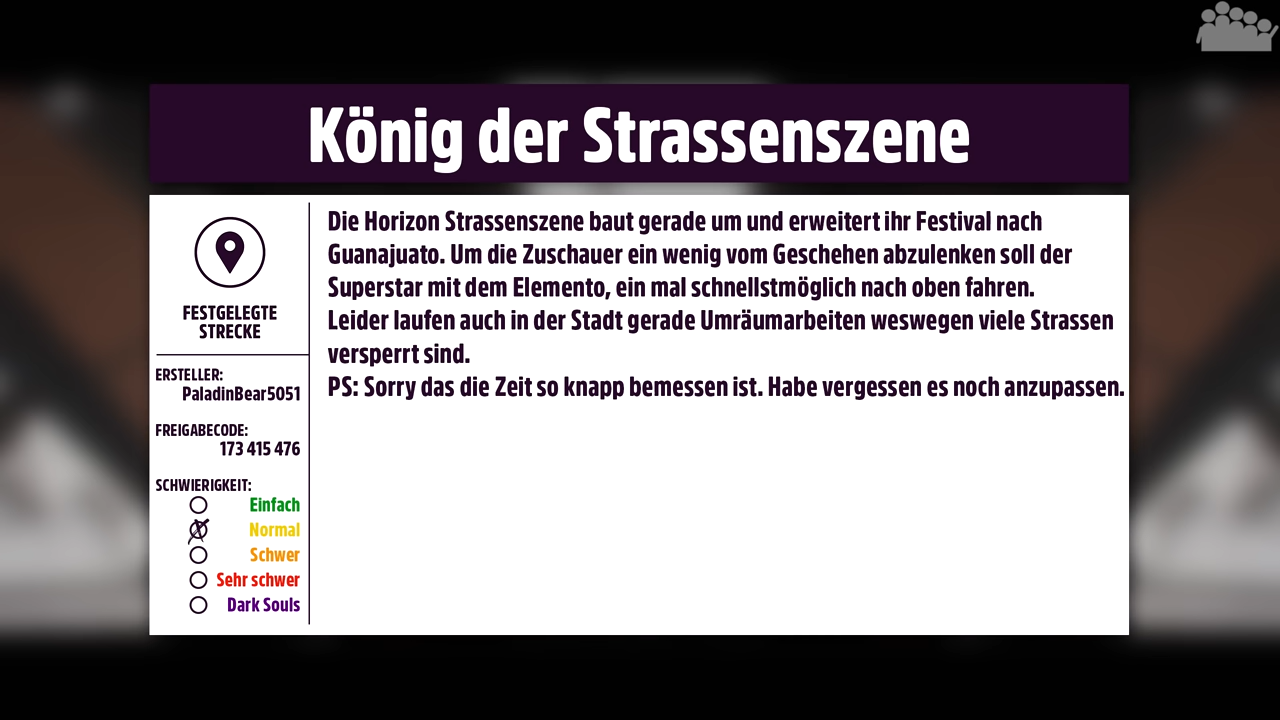 König der Strassenszene
FESTGELEGTE
STRECKE
ERSTELLER:
PaladinBear5051
FREIGABECODE:
173 415 476
SCHWIERIGKEIT:
Einfach
Normal
Schwer
Sehr schwer
Dark Souls
Die Horizon Strassenszene baut gerade um und erweitert ihr Festival nach
Guanajuato. Um die Zuschauer ein wenig vom Geschehen abzulenken soll der
Superstar mit dem Elemento, ein mal schnellstmöglich nach oben fahren.
Leider laufen auch in der Stadt gerade Umräumarbeiten weswegen viele Strassen
versperrt sind.
PS: Sorry das die Zeit so knapp bemessen ist. Habe vergessen es noch anzupassen.